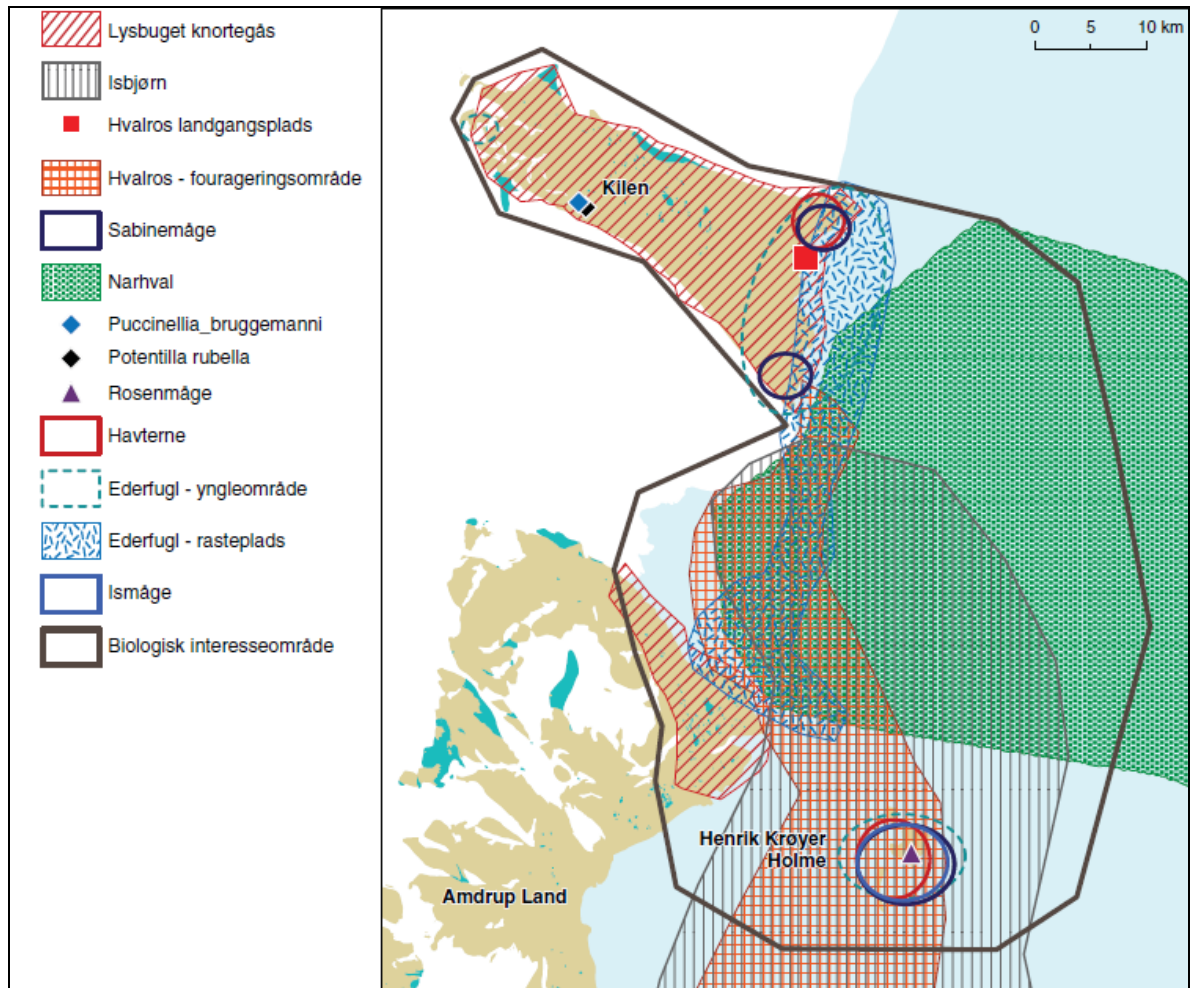 Lysbuget knortegås
Isbjørn
Hvalros landgangsplads
Hvalros - fourageringsområde
Sabinemåge
Narhval
Puccinellia_bruggemanni
Potentilla rubella
Rosenmåge
Havterne
Ederfugl - yngleområde
Ederfugl - rasteplads
Ismåge
Biologisk interesseområde
0 5 10 km
Kilen
Henrik Krøyer
Holme
Amdrup Land